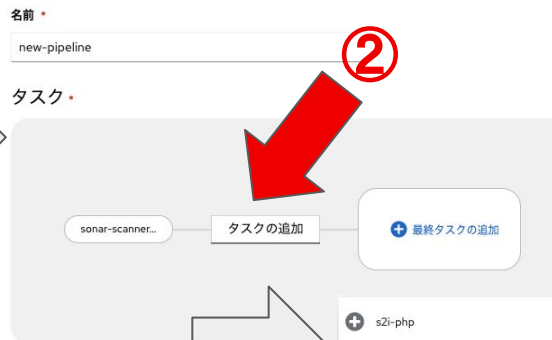 名前 *
new-pipeline
②
タスク *
sonar-scanner...
タスクの追加
最終タスクの追加
s2i-php